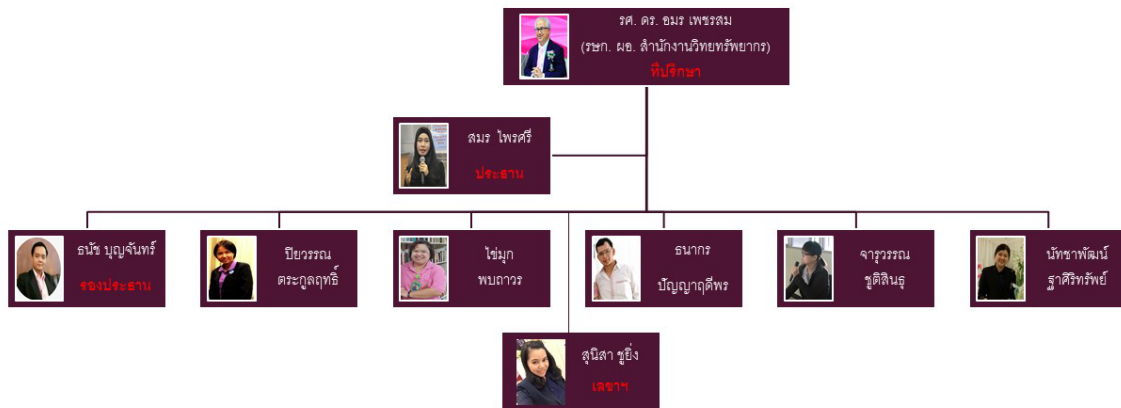 รศ. ดร. อมร เพชรสม
(รษก. ผอ. สำนักงานวิทยทรัพยากร)
ที่ปรึกษา
สมร ไพรศรี
ประธาน
ธนัช บุญจันทร์
รองประธาน
ปิยวรรณ
ตระกูลฤทธิ์
ไข่มุก
พบถาวร
ธนากร
ปัญญาฤดีพร
จารุวรรณ
ชูติสินธุ
นัทชาพัฒน์
ฐาศิริทรัพย์
สุนิสา ชูยิ่ง
เลขาฯ